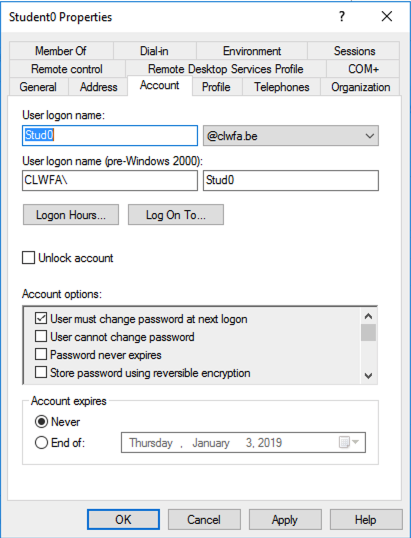 Student0 Properties ? ×
Member Of Dial-in Environment Sessions
Remote control Remote Desktop Services Profile COM+
General Address Account Profile Telephones Organization
User logon name:
Stud0 @clwfa.be
User logon name (pre-Windows 2000):
CLWFA\ Stud0
Logon Hours... Log On To...
Unlock account
Account options:
User must change password at next logon
User cannot change password
Password never expires
Store password using reversible encryption
Account expires
Never
End of: Thursday , January 3, 2019
OK Cancel Apply Help